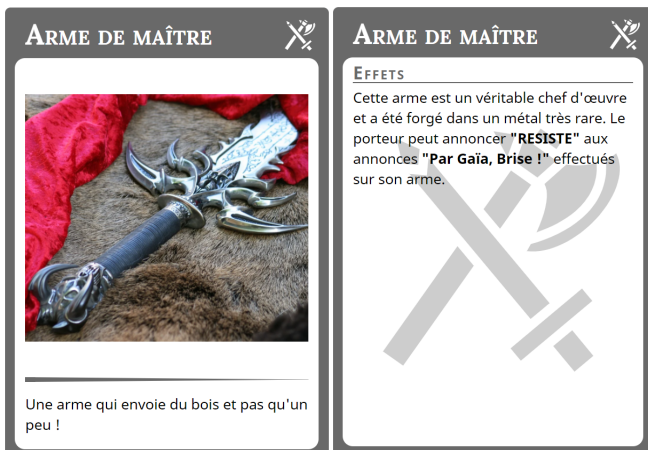 Arme de maître
Une arme qui envoie du bois et pas qu'un
peu !
Arme de maître
Effets
Cette arme est un véritable chef d'œuvre
et a été forgé dans un métal très rare. Le
porteur peut annoncer "RESISTE" aux
annonces "Par Gaïa, Brise !" effectués
sur son arme.